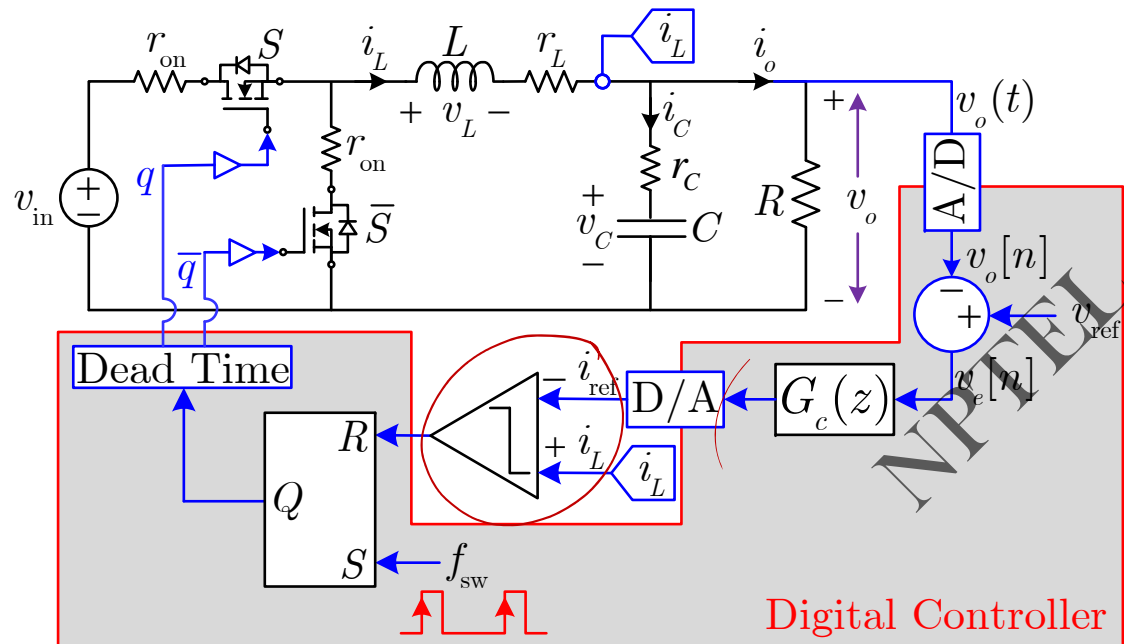 r_on
S
i_L
L
r_L
i_L
i_o
+ v_L −
i_C
+
v_o(t)
q
r_on
r_C
A/D
v_in
+
−
S̅
+
v_C
−
C
R
v_o
q̅
−
v_o[n]
−
+
v_ref
Dead Time
i_ref
−
D/A
G_c(z)
v_e[n]
NPTEL
R
+ i_L
i_L
Q
S
f_sw
Digital Controller